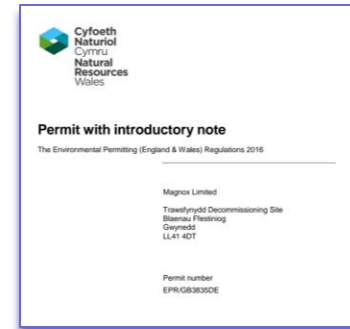 Cyfoeth
Naturiol
Cymru
Natural
Resources
Wales
Permit with introductory note
The Environmental Permitting (England & Wales) Regulations 2016
Magnox Limited
Trawsfynydd Decommissioning Site
Blaenau Ffestiniog
Gwynedd
LL41 4DT
Permit number
EPR/GB3835DE